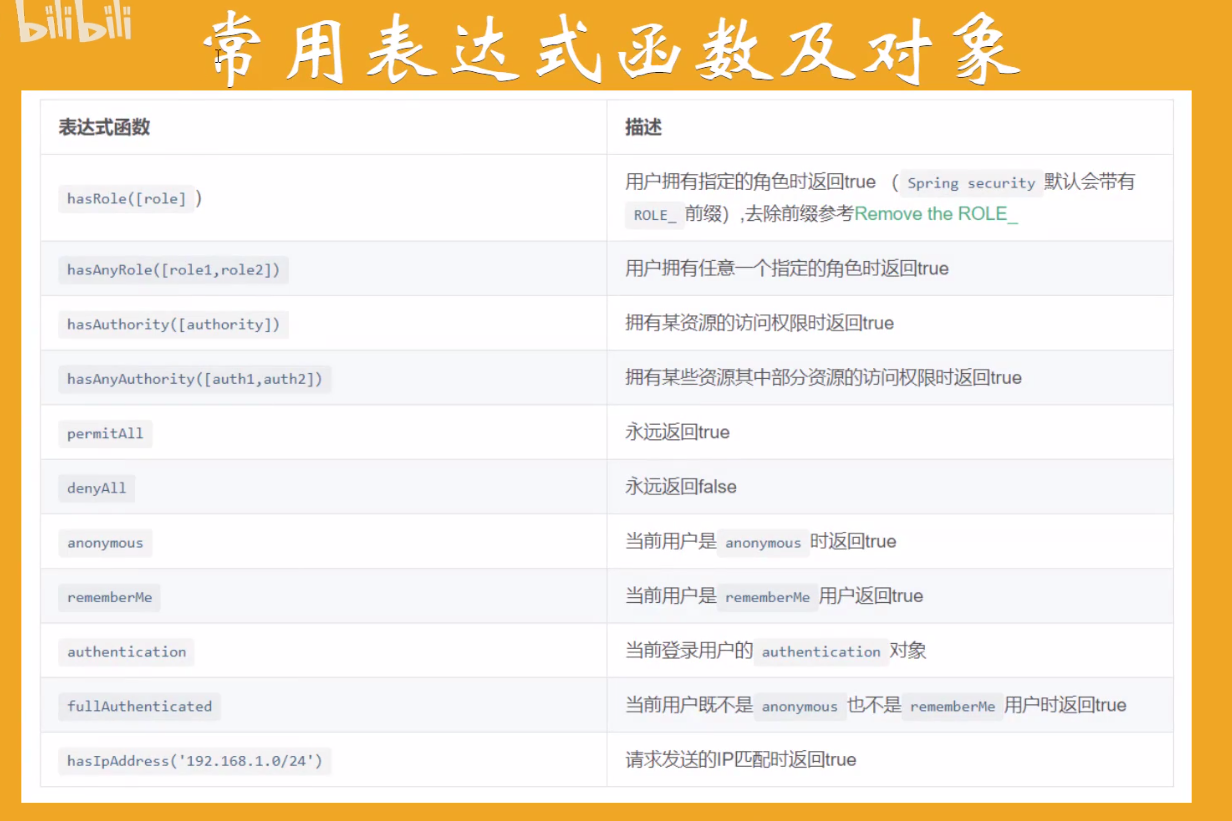 bilibili
常用表达式函数及对象
表达式函数 描述
hasRole([role] ) 用户拥有指定的角色时返回true （ Spring security 默认会带有
ROLE_ 前缀）,去除前缀参考Remove the ROLE_
hasAnyRole([role1,role2]) 用户拥有任意一个指定的角色时返回true
hasAuthority([authority]) 拥有某资源的访问权限时返回true
hasAnyAuthority([auth1,auth2]) 拥有某些资源其中部分资源的访问权限时返回true
permitAll 永远返回true
denyAll 永远返回false
anonymous 当前用户是 anonymous 时返回true
rememberMe 当前用户是 rememberMe 用户返回true
authentication 当前登录用户的 authentication 对象
fullAuthenticated 当前用户既不是 anonymous 也不是 rememberMe 用户时返回true
hasIpAddress('192.168.1.0/24') 请求发送的IP匹配时返回true